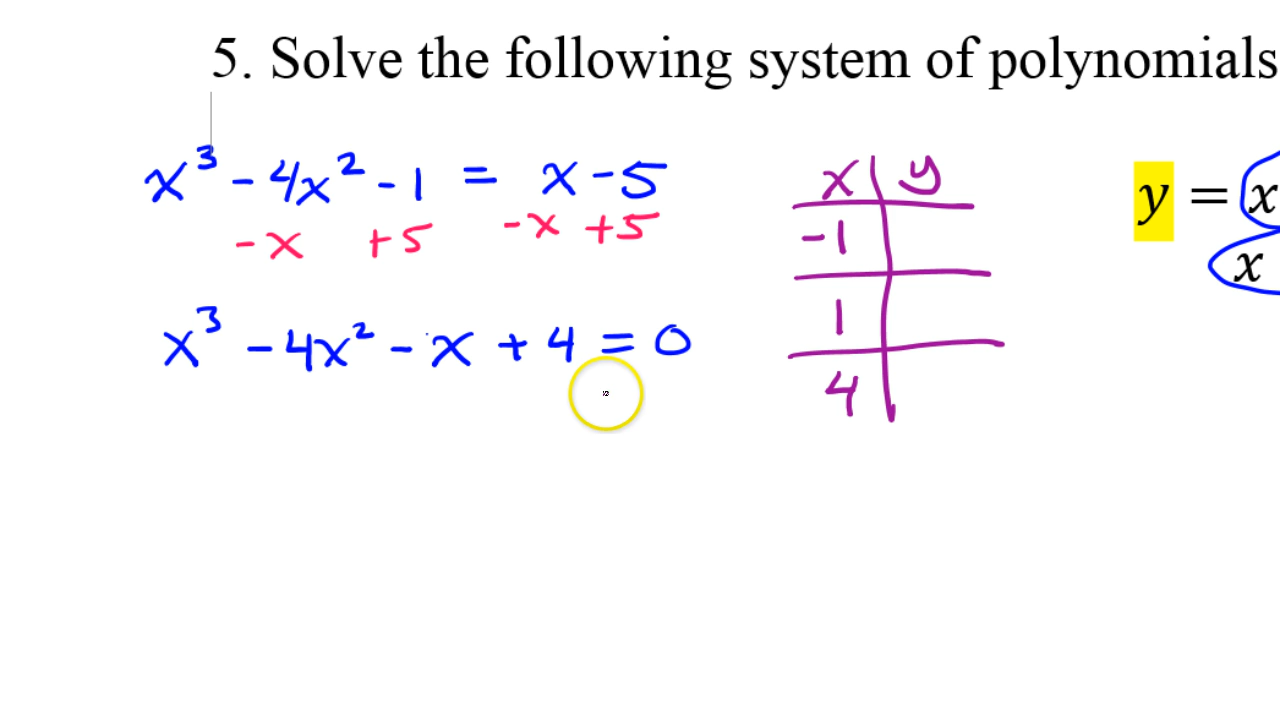 5. Solve the following system of polynomials
x³ - 4x² - 1 = x - 5
-x +5 -x +5
x³ - 4x² - x + 4 = 0
x y
-1
1
4
y = x
x